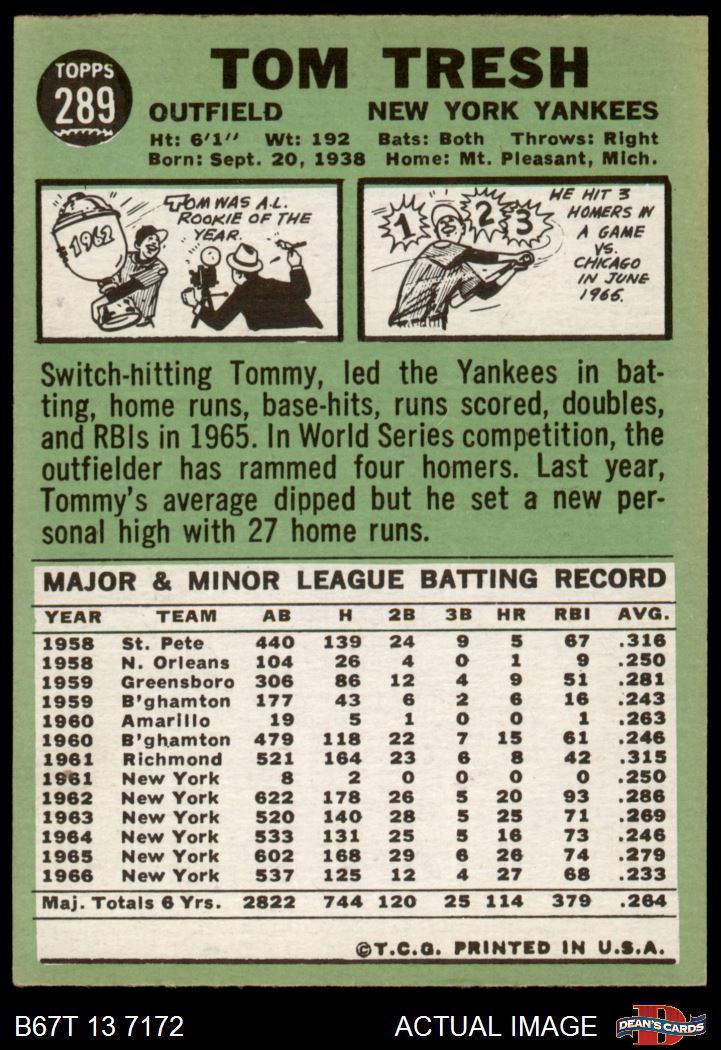 TOPPS
289
TOM TRESH
OUTFIELD NEW YORK YANKEES
Ht: 6'1" Wt: 192 Bats: Both Throws: Right
Born: Sept. 20, 1938 Home: Mt. Pleasant, Mich.
1962
TOM WAS A.L.
ROOKIE OF THE
YEAR.
1 2 3
HE HIT 3
HOMERS IN
A GAME
VS.
CHICAGO
IN JUNE
1965.
Switch-hitting Tommy, led the Yankees in bat-
ting, home runs, base-hits, runs scored, doubles,
and RBIs in 1965. In World Series competition, the
outfielder has rammed four homers. Last year,
Tommy's average dipped but he set a new per-
sonal high with 27 home runs.
MAJOR & MINOR LEAGUE BATTING RECORD
YEAR TEAM AB H 2B 3B HR RBI AVG.
1958 St. Pete 440 139 24 9 5 67 .316
1958 N. Orleans 104 26 4 0 1 9 .250
1959 Greensboro 306 86 12 4 9 51 .281
1959 B'ghamton 177 43 6 2 6 16 .243
1960 Amarillo 19 5 1 0 0 1 .263
1960 B'ghamton 479 118 22 7 15 61 .246
1961 Richmond 521 164 23 6 8 42 .315
1961 New York 8 2 0 0 0 0 .250
1962 New York 622 178 26 5 20 93 .286
1963 New York 520 140 28 5 25 71 .269
1964 New York 533 131 25 5 16 73 .246
1965 New York 602 168 29 6 26 74 .279
1966 New York 537 125 12 4 27 68 .233
Maj. Totals 6 Yrs. 2822 744 120 25 114 379 .264
©T.C.G. PRINTED IN U.S.A.
B67T 13 7172 ACTUAL IMAGE
D
DEAN'S CARDS